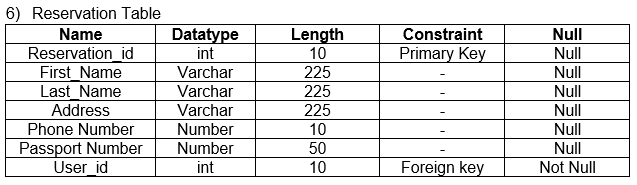 6) Reservation Table
Name Datatype Length Constraint Null
Reservation_id int 10 Primary Key Null
First_Name Varchar 225 - Null
Last_Name Varchar 225 - Null
Address Varchar 225 - Null
Phone Number Number 10 - Null
Passport Number Number 50 - Null
User_id int 10 Foreign key Not Null